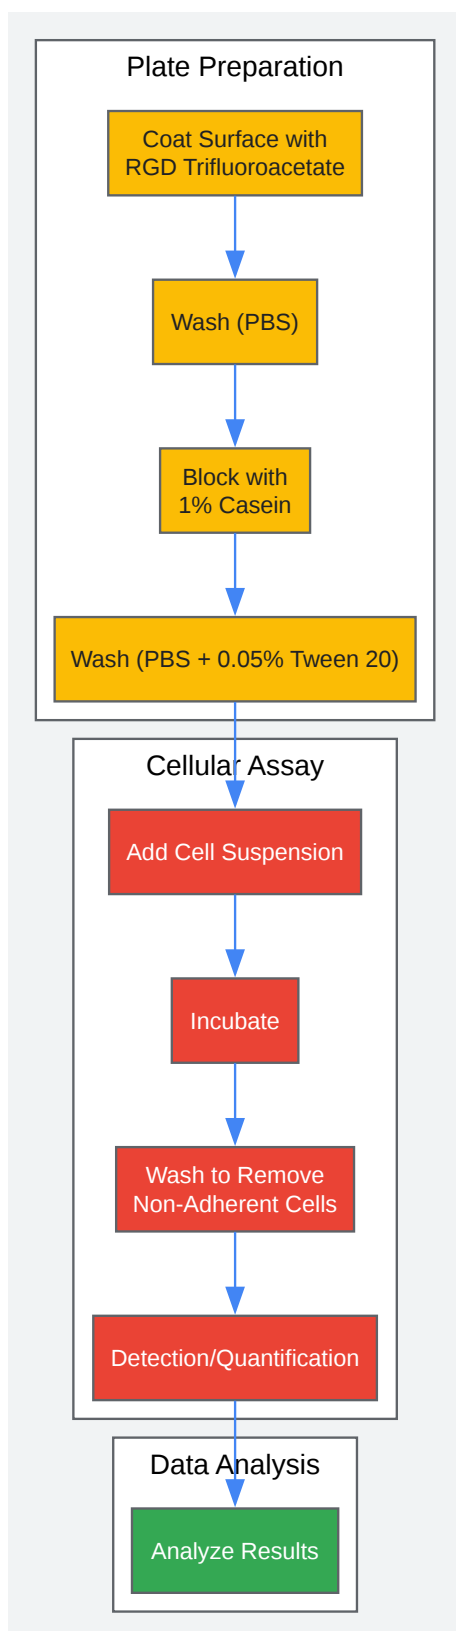 Plate Preparation
Coat Surface with
RGD Trifluoroacetate
Wash (PBS)
Block with
1% Casein
Wash (PBS + 0.05% Tween 20)
Cellular Assay
Add Cell Suspension
Incubate
Wash to Remove
Non-Adherent Cells
Detection/Quantification
Data Analysis
Analyze Results